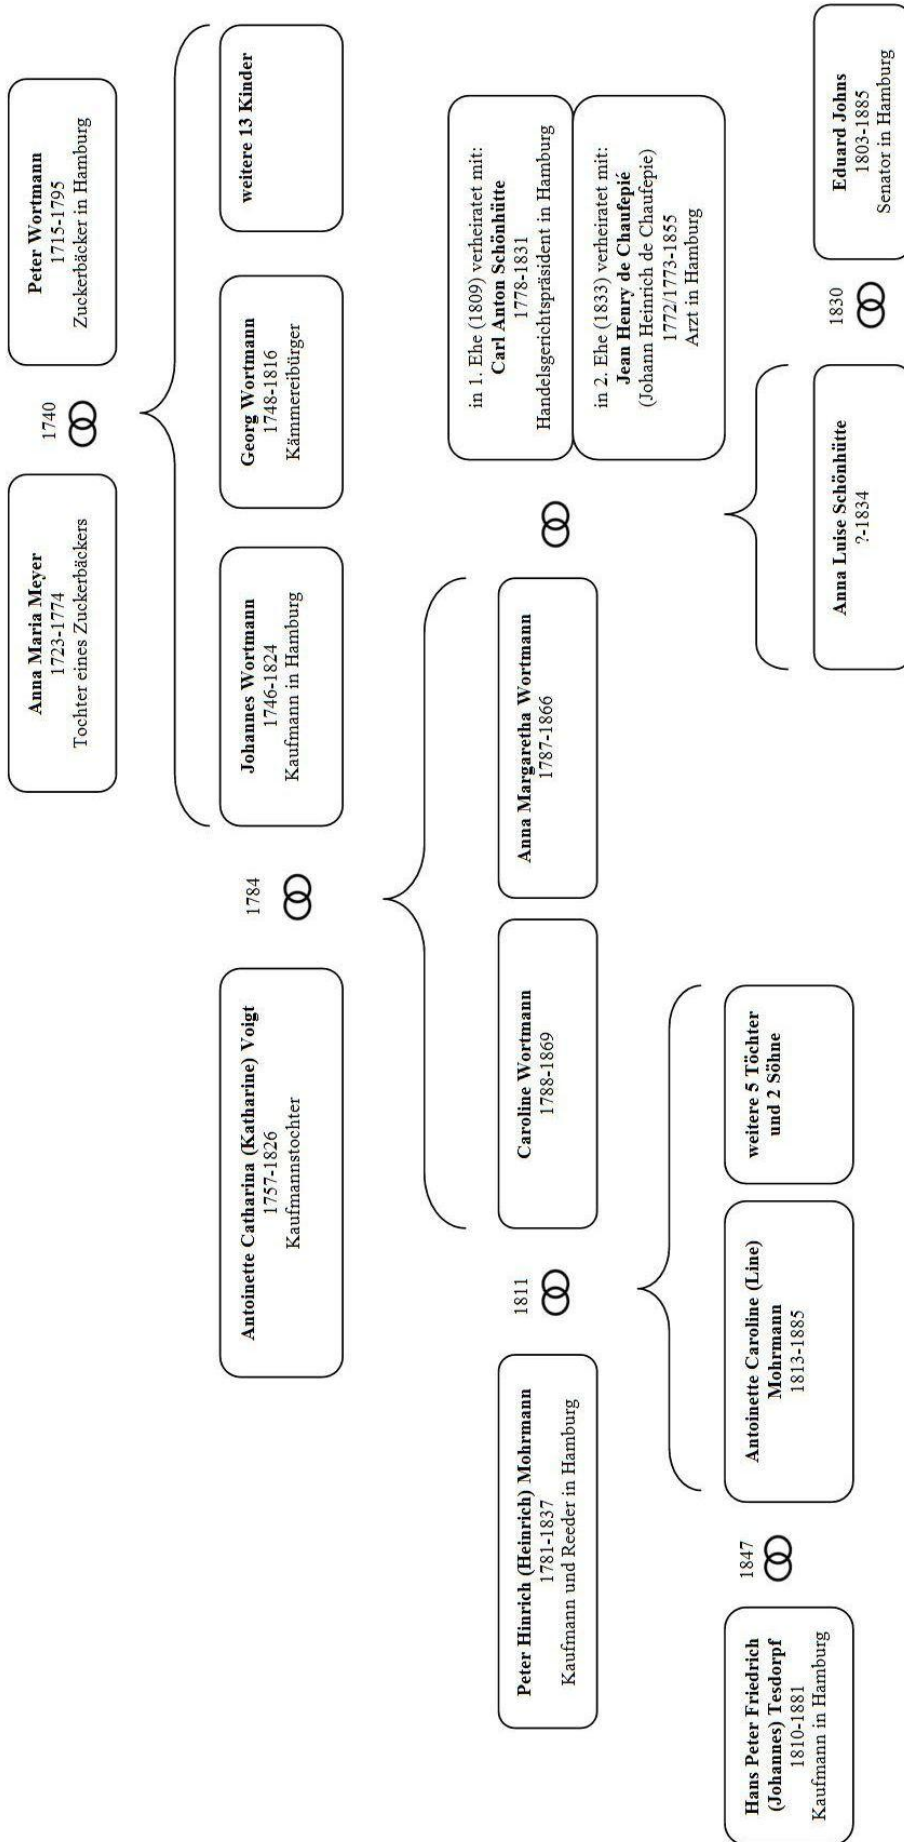 Anna Maria Meyer
1723-1774
Tochter eines Zuckerbäckers
1740
Peter Wortmann
1715-1795
Zuckerbäcker in Hamburg
Antoinette Catharina (Katharine) Voigt
1757-1826
Kaufmannstochter
1784
Johannes Wortmann
1746-1824
Kaufmann in Hamburg
Georg Wortmann
1748-1816
Kämmereibürger
weitere 13 Kinder
Peter Hinrich (Heinrich) Mohrmann
1781-1837
Kaufmann und Reeder in Hamburg
1811
Caroline Wortmann
1788-1869
Anna Margaretha Wortmann
1787-1866
in 1. Ehe (1809) verheiratet mit:
Carl Anton Schönhütte
1778-1831
Handelsgerichtspräsident in Hamburg
in 2. Ehe (1833) verheiratet mit:
Jean Henry de Chaufepié
(Johann Heinrich de Chaufepie)
1772/1773-1855
Arzt in Hamburg
Hans Peter Friedrich
(Johannes) Tesdorpf
1810-1881
Kaufmann in Hamburg
1847
Antoinette Caroline (Line)
Mohrmann
1813-1885
weitere 5 Töchter
und 2 Söhne
Anna Luise Schönhütte
?-1834
1830
Eduard Johns
1803-1885
Senator in Hamburg